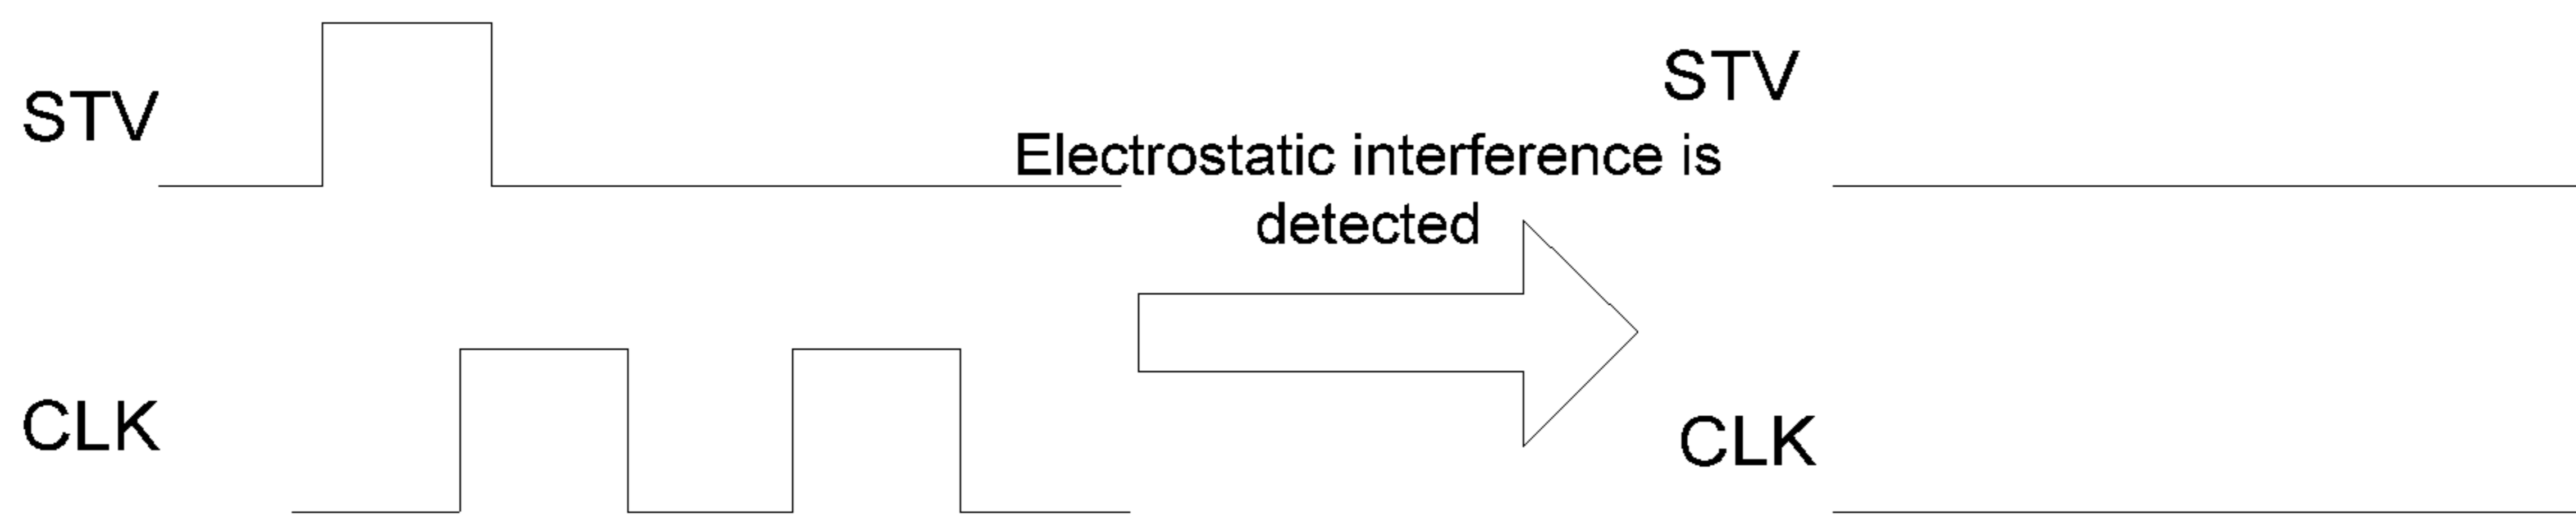 STV
CLK
Electrostatic interference is
detected
STV
CLK